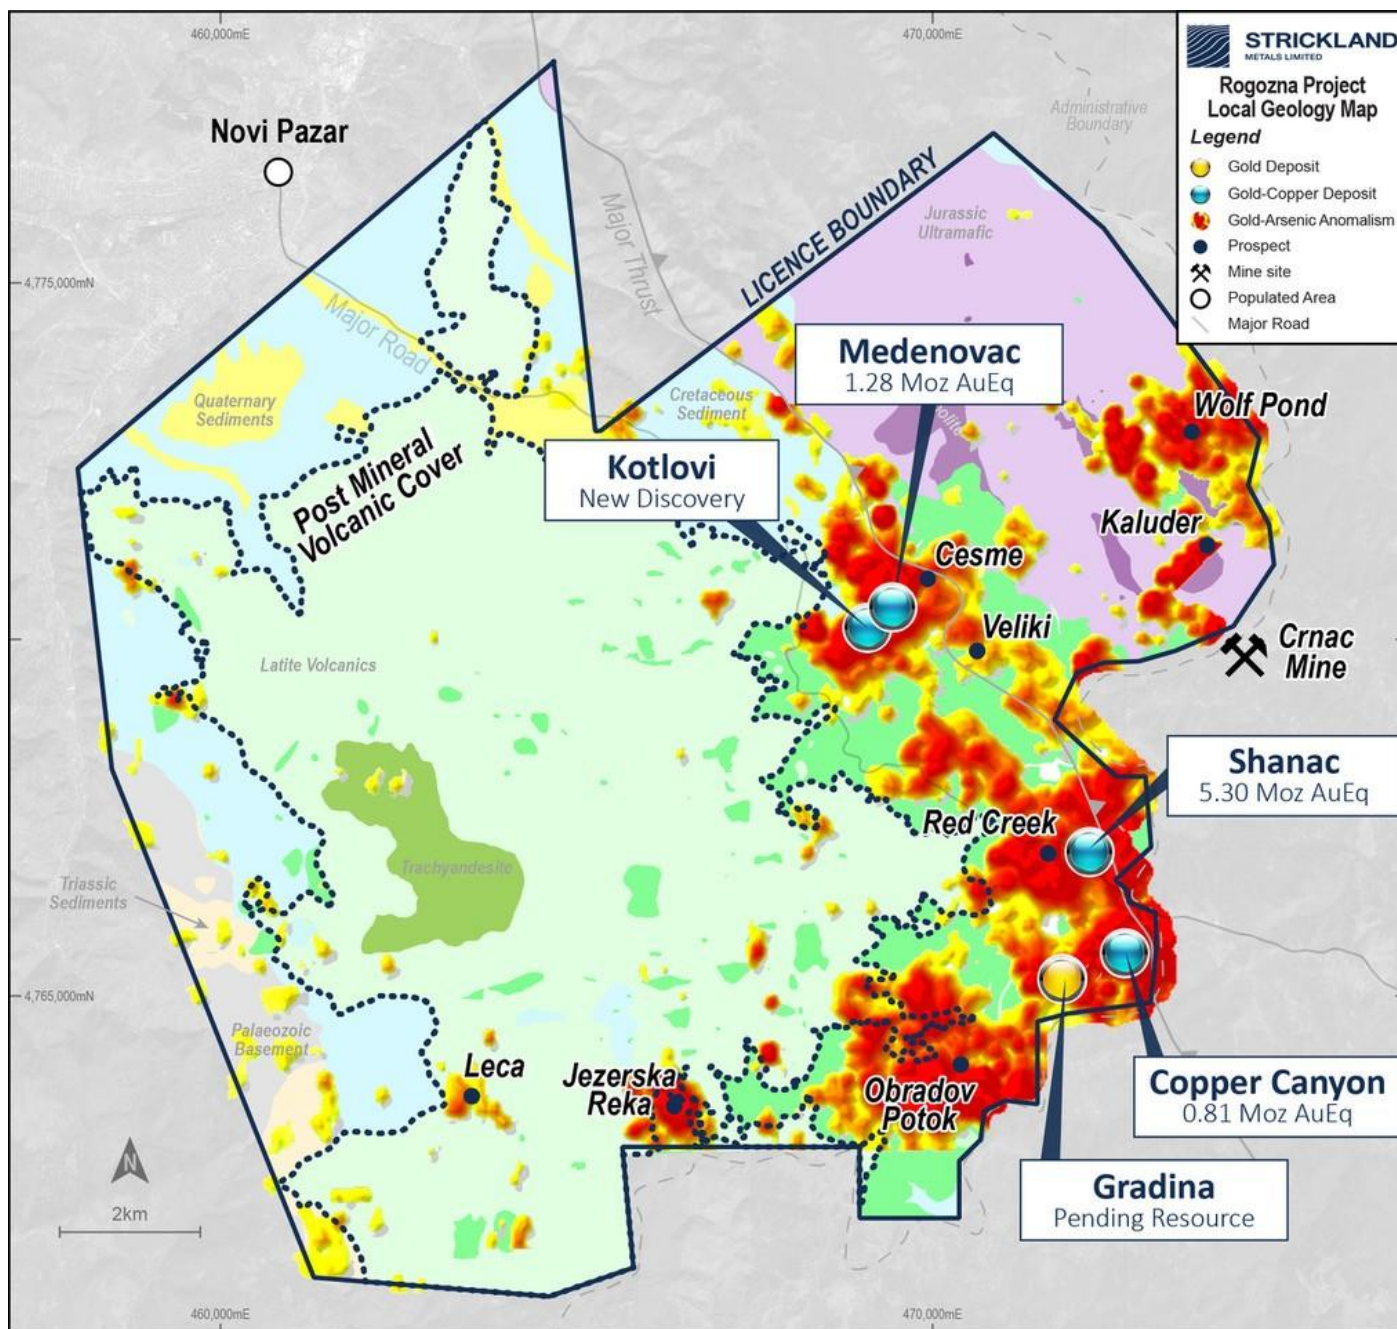 460,000mE
470,000mE
STRICKLAND
METALS LIMITED
Rogozna Project
Local Geology Map
Legend
Gold Deposit
Gold-Copper Deposit
Gold-Arsenic Anomalism
Prospect
Mine site
Populated Area
Major Road
Administrative
Boundary
Novi Pazar
LICENCE BOUNDARY
Jurassic
Ultramafic
Major Thrust
4,775,000mN
Major Road
Medenovac
1.28 Moz AuEq
Quaternary
Sediments
Cretaceous
Sediment
Wolf Pond
Post Mineral
Volcanic Cover
Kotlovi
New Discovery
Kaluder
Cesme
Veliki
Crnac
Mine
Latite Volcanics
Shanac
5.30 Moz AuEq
Red Creek
Trachyandesite
Triassic
Sediments
4,765,000mN
Palaeozoic
Basement
Leca
Jezerska
Reka
Obradov
Potok
Copper Canyon
0.81 Moz AuEq
N
2km
Gradina
Pending Resource
460,000mE
470,000mE